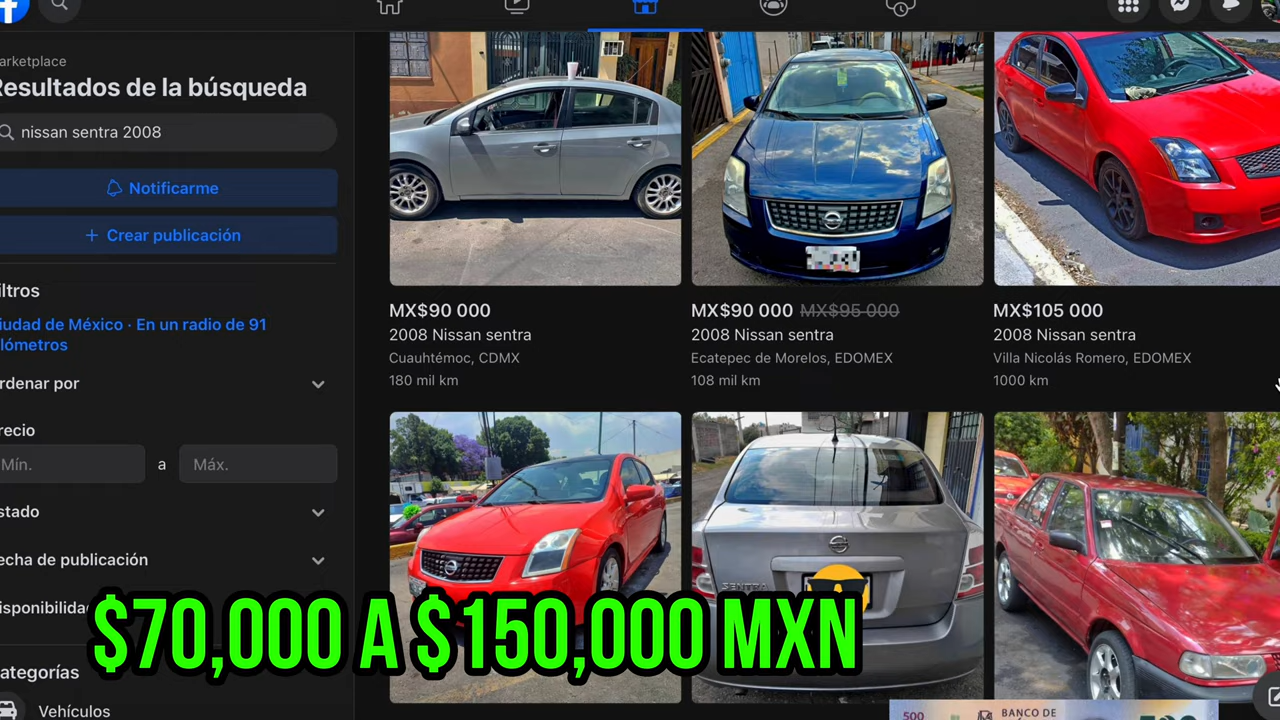 arketplace
Resultados de la búsqueda
nissan sentra 2008
Notificarme
+ Crear publicación
iltros
iudad de México · En un radio de 91
lómetros
rdenar por
recio
Mín.
a
Máx.
stado
echa de publicación
isponibilida
ategorías
Vehículos
MX$90 000
2008 Nissan sentra
Cuauhtémoc, CDMX
180 mil km
MX$90 000 MX$95 000
2008 Nissan sentra
Ecatepec de Morelos, EDOMEX
108 mil km
MX$105 000
2008 Nissan sentra
Villa Nicolás Romero, EDOMEX
1000 km
SENTRA
$70,000 A $150,000 MXN
500
BANCO DE